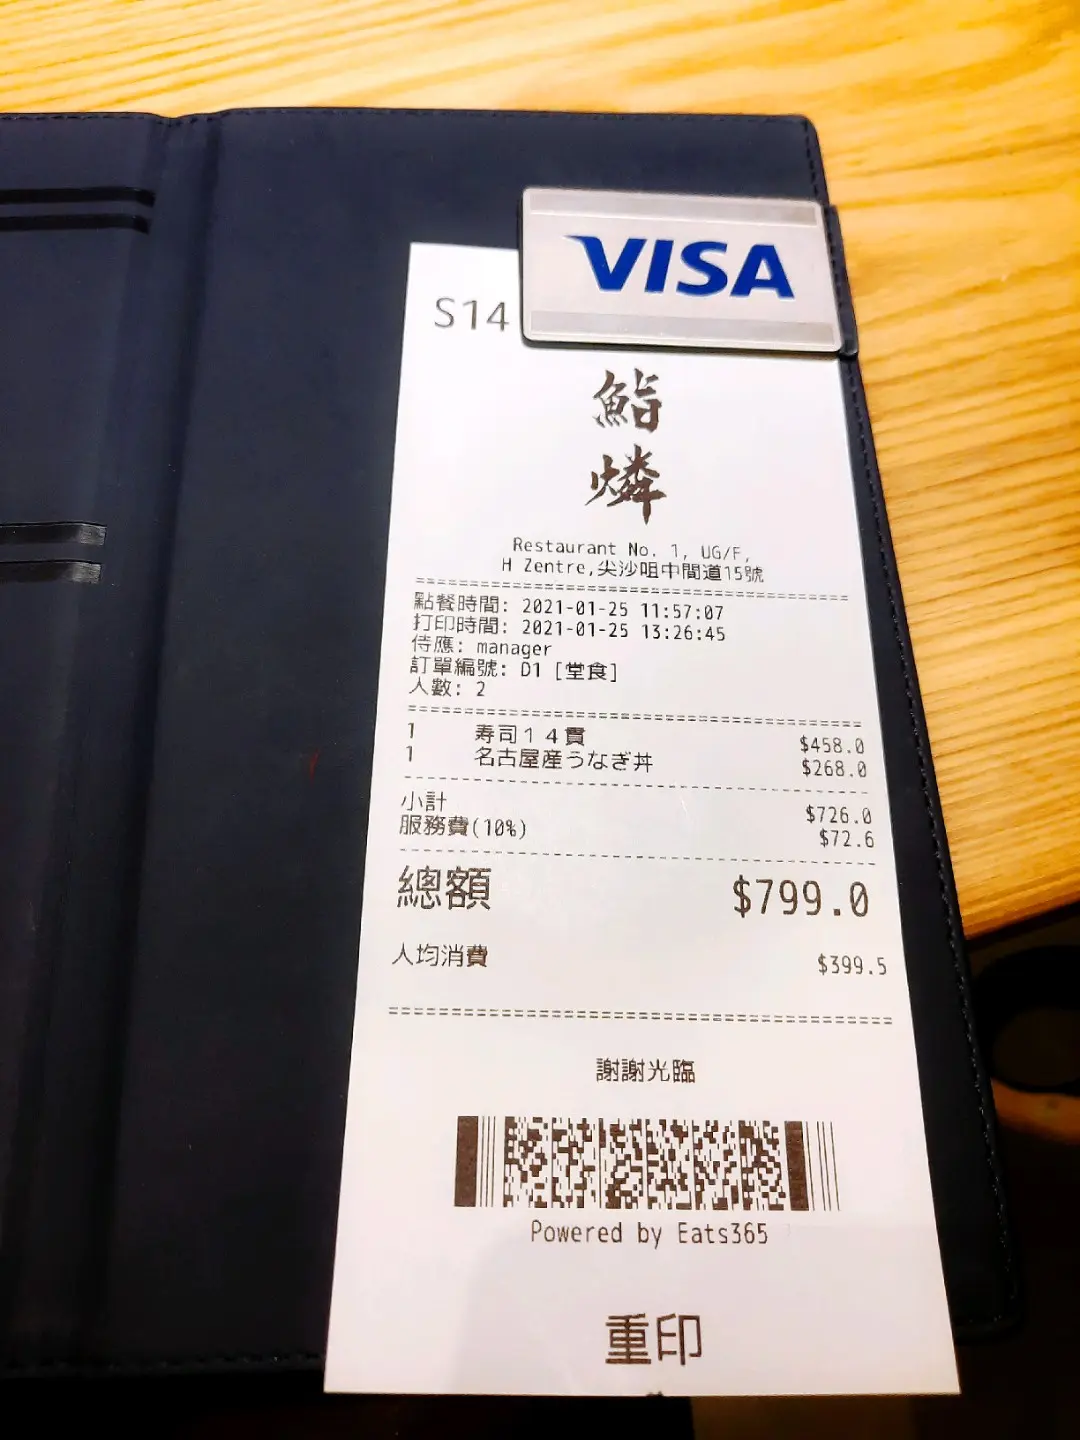 VISA
S14
鮨
燐
Restaurant No. 1, UG/F,
H Zentre,尖沙咀中間道15號
點餐時間: 2021-01-25 11:57:07
打印時間: 2021-01-25 13:26:45
侍應: manager
訂單編號: D1 [堂食]
人數: 2
1 寿司１４貫 $458.0
1 名古屋産うなぎ丼 $268.0
小計 $726.0
服務費(10%) $72.6
總額 $799.0
人均消費 $399.5
謝謝光臨
Powered by Eats365
重印